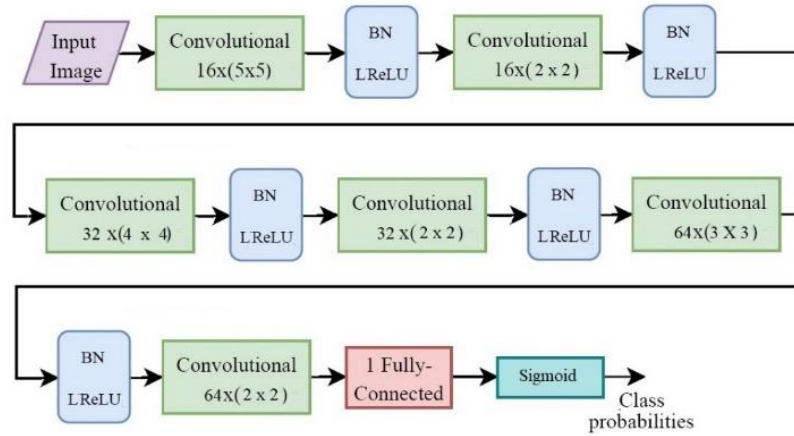 Input
Image
Convolutional
16x(5x5)
BN
LReLU
Convolutional
16x(2 x 2)
BN
LReLU
Convolutional
32 x(4 x 4)
BN
LReLU
Convolutional
32 x(2 x 2)
BN
LReLU
Convolutional
64x(3 X 3)
BN
LReLU
Convolutional
64x(2 x 2)
1 Fully-
Connected
Sigmoid
Class
probabilities